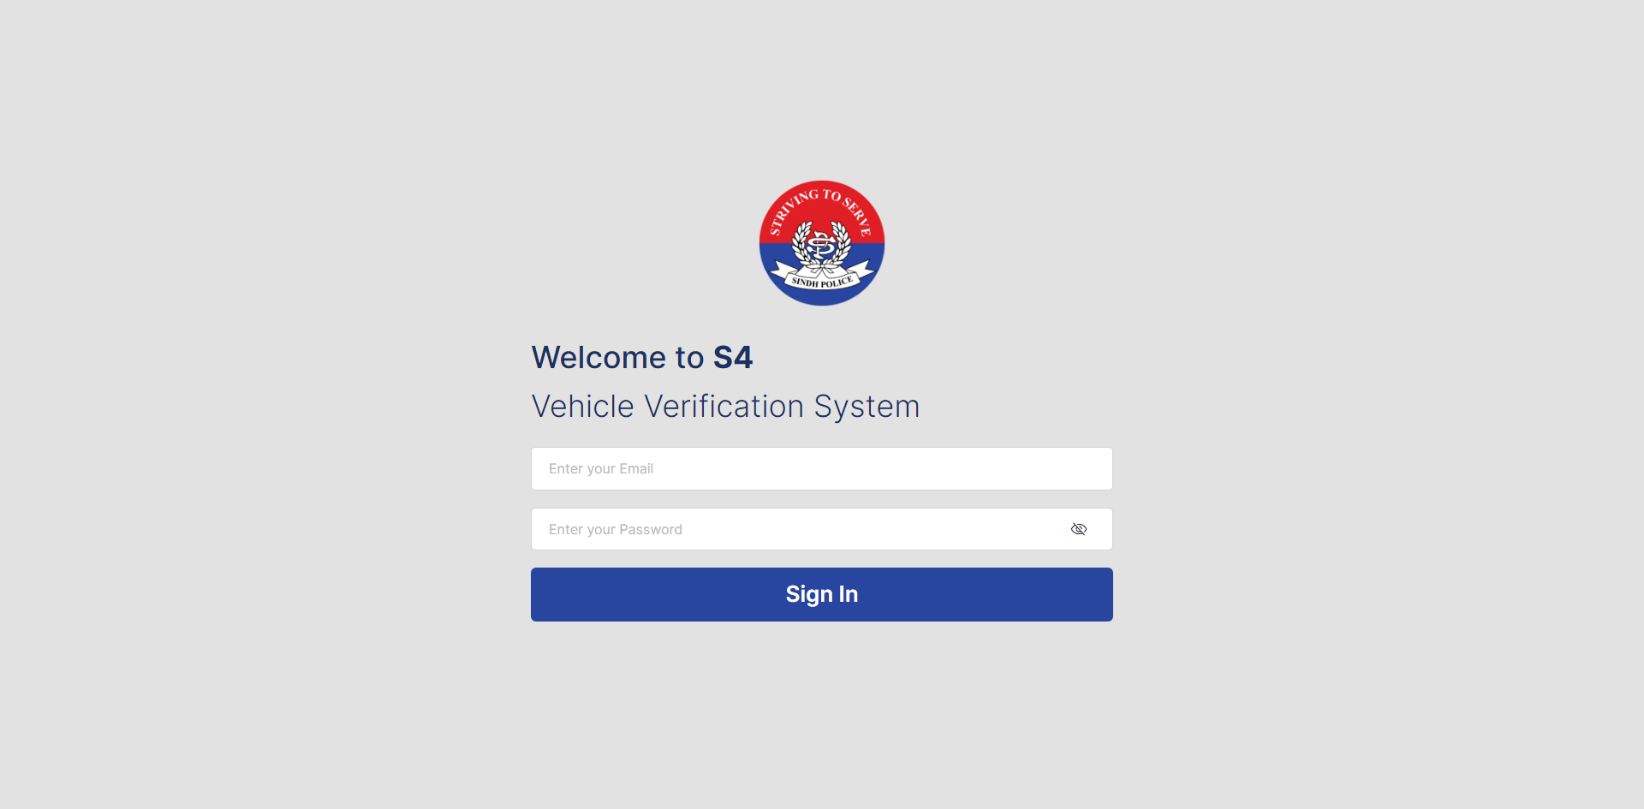 STRIVING TO SERVE
SP
SINDH POLICE
Welcome to S4
Vehicle Verification System
Enter your Email
Enter your Password
Sign In